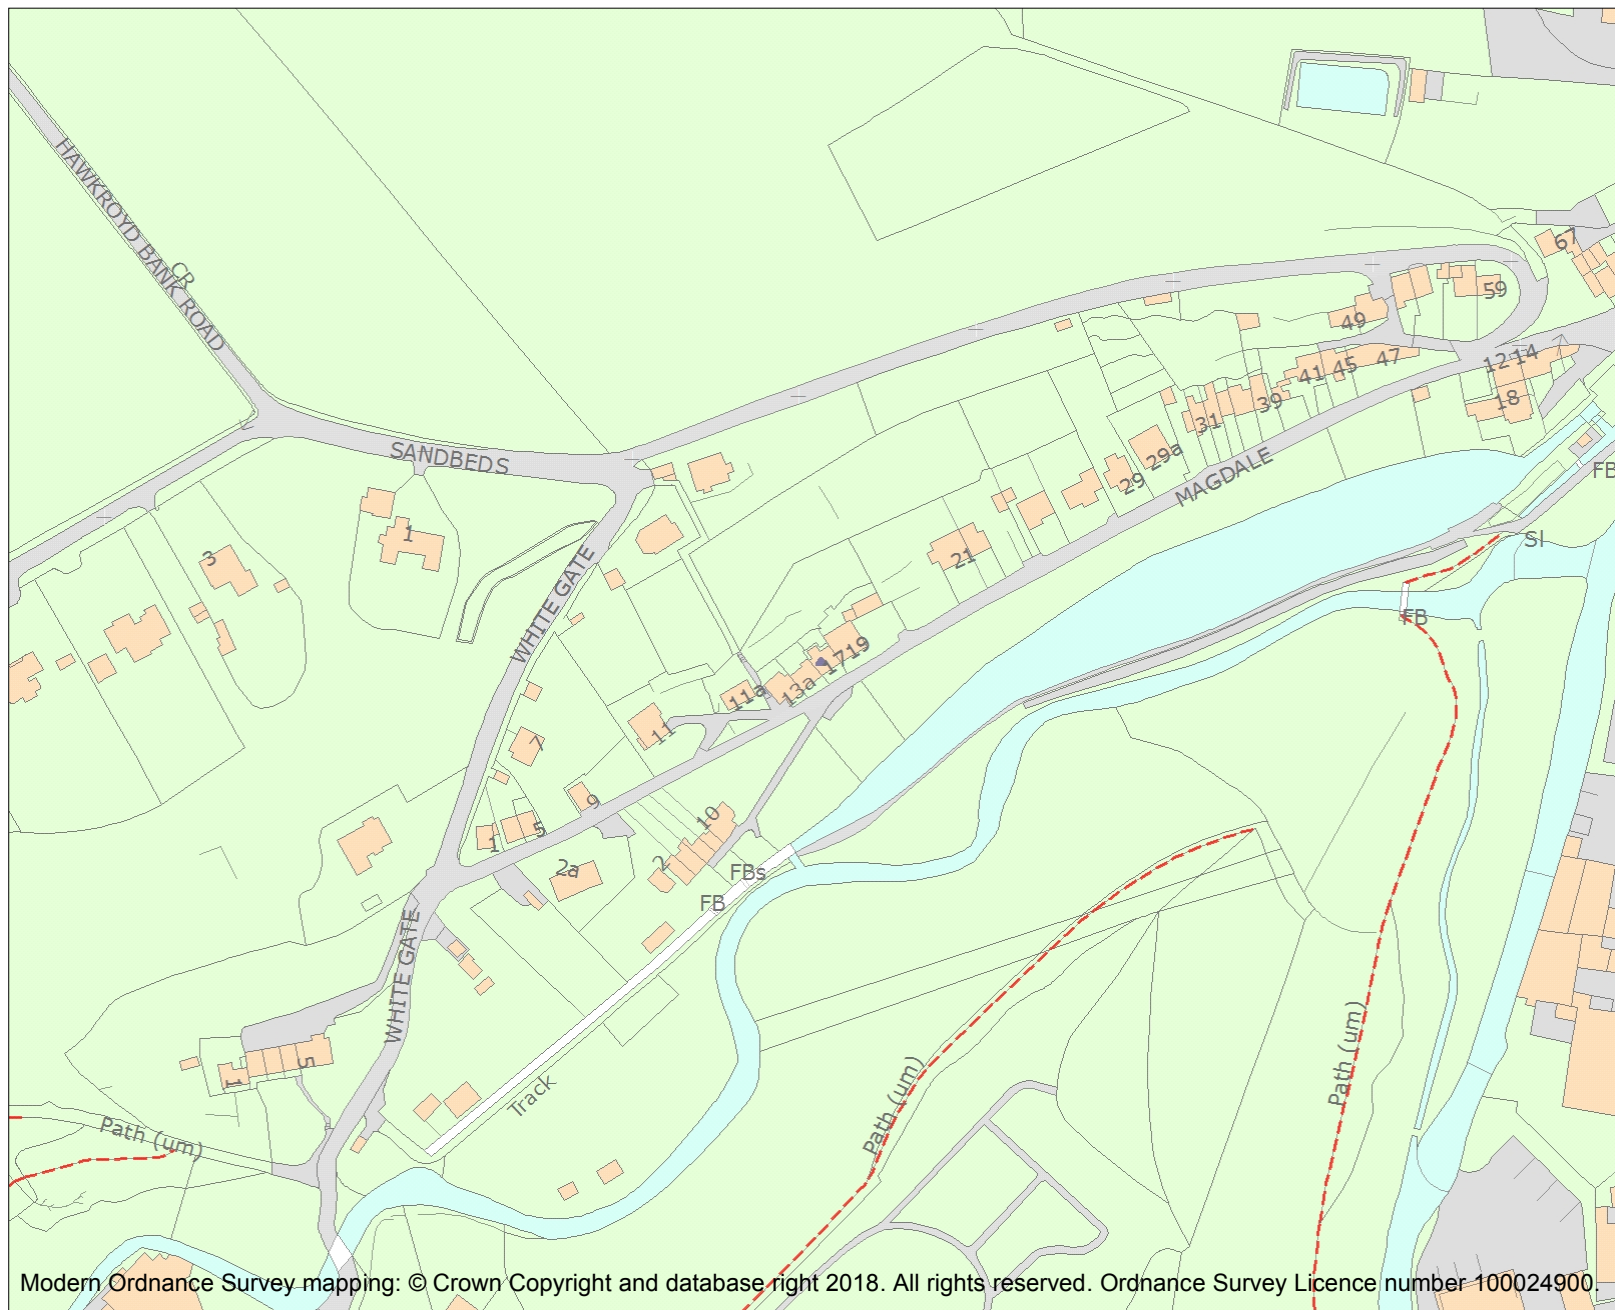 HAWKROYD BANK ROAD
CR
67
59
49
47
45
41
12 14
18
39
31
29a
29
MAGDALE
FB
SANDBEDS
1
3
WHITE GATE
21
SI
FB
1719
13a
11a
11
7
9
5
1
10
2
2a
FBs
FB
WHITE GATE
5
1
Track
Path (um)
Path (um)
Path (um)
Modern Ordnance Survey mapping: © Crown Copyright and database right 2018. All rights reserved. Ordnance Survey Licence number 100024900.